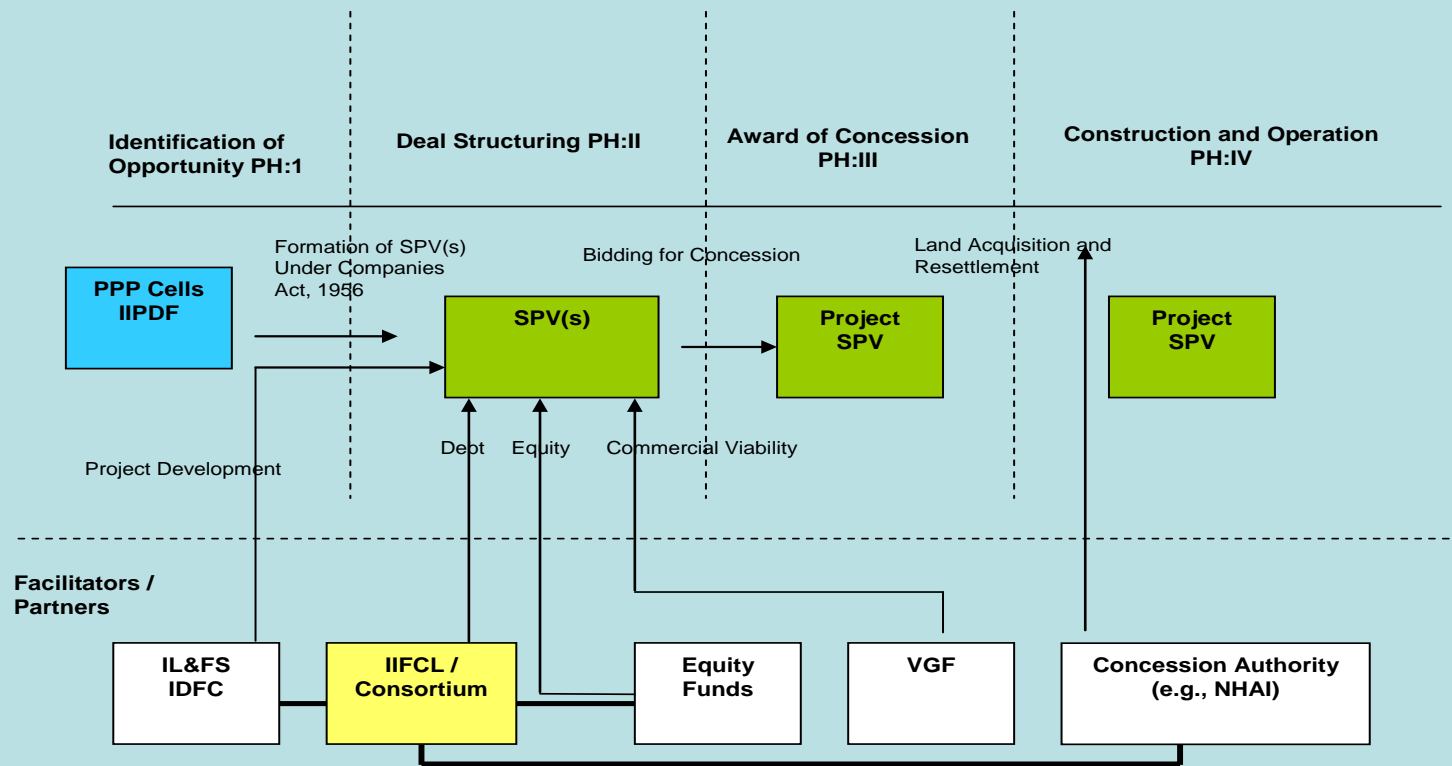 Identification of
Opportunity PH:1
Deal Structuring PH:II
Award of Concession
PH:III
Construction and Operation
PH:IV
Formation of SPV(s)
Under Companies
Act, 1956
Bidding for Concession
Land Acquisition and
Resettlement
PPP Cells
IIPDF
SPV(s)
Project
SPV
Project
SPV
Debt
Equity
Commercial Viability
Project Development
Facilitators /
Partners
IL&FS
IDFC
IIFCL /
Consortium
Equity
Funds
VGF
Concession Authority
(e.g., NHAI)